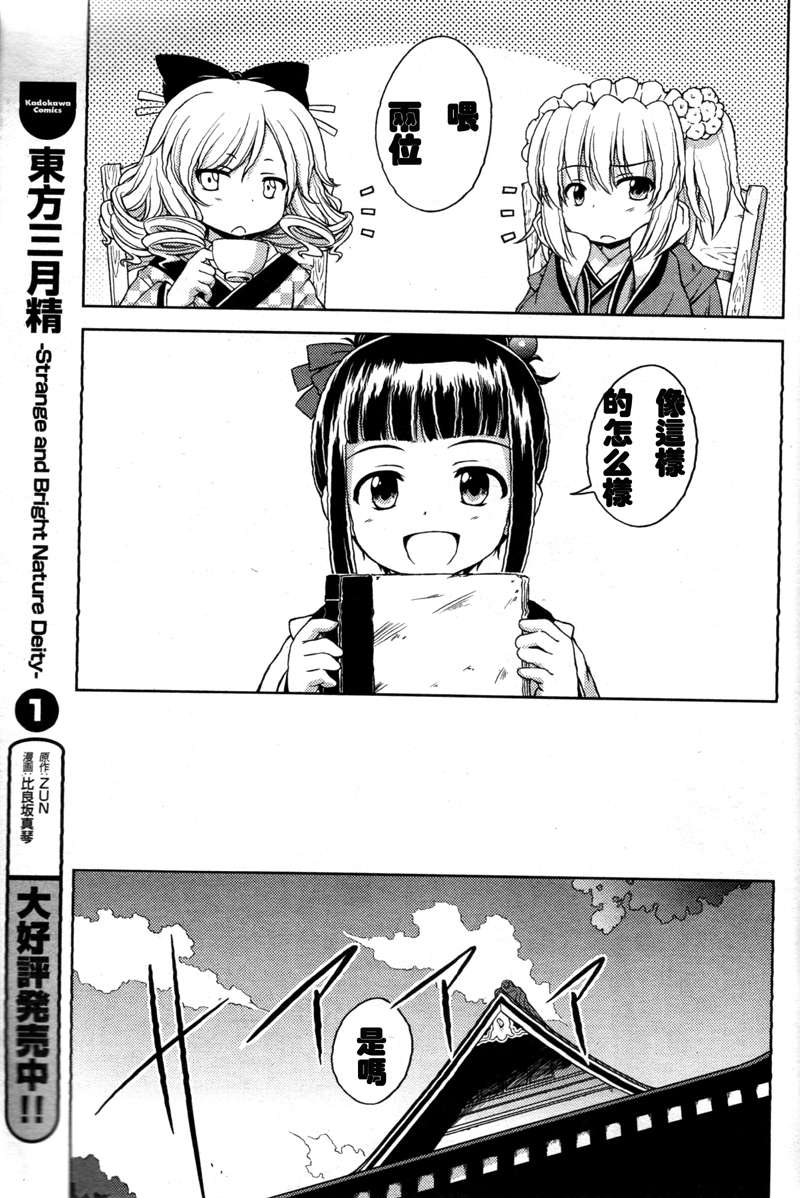 喂
兩位
像這樣
的怎么樣
是嗎
Kadokawa
Comics
東方三月精
-Strange and Bright Nature Deity-
1
原作：ZUN
漫画：比良坂真琴
大好評発売中!!